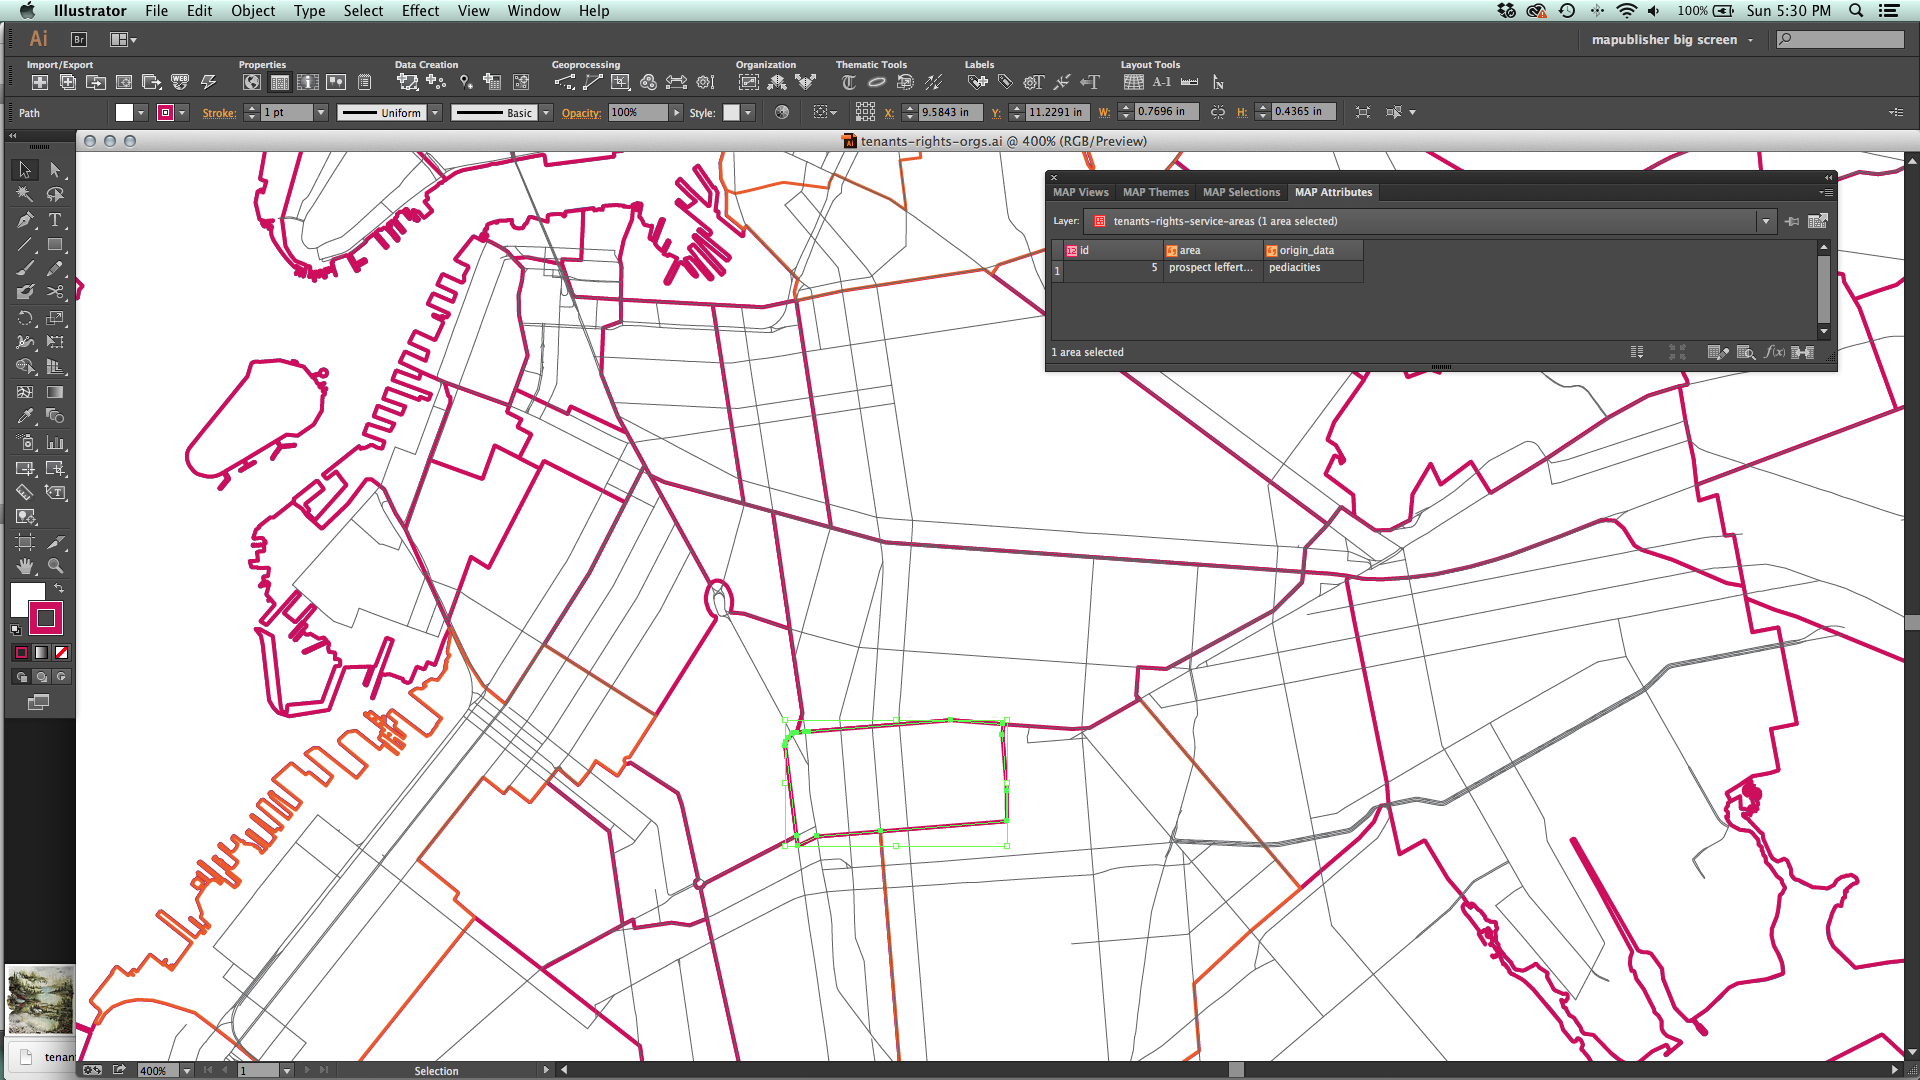 Illustrator File Edit Object Type Select Effect View Window Help 100% Sun 5:30 PM
Ai Br mapublisher big screen
Import/Export Properties Data Creation Geoprocessing Organization Thematic Tools Labels Layout Tools
Path Stroke: 1 pt Uniform Basic Opacity: 100% Style: X: 9.5843 in Y: 11.2291 in W: 0.7696 in H: 0.4365 in
tenants-rights-orgs.ai @ 400% (RGB/Preview)
MAP Views MAP Themes MAP Selections MAP Attributes
Layer: tenants-rights-service-areas (1 area selected)
id area origin_data
1 5 prospect leffert... pediacities
1 area selected
f(x)
tenan
400% 1 Selection